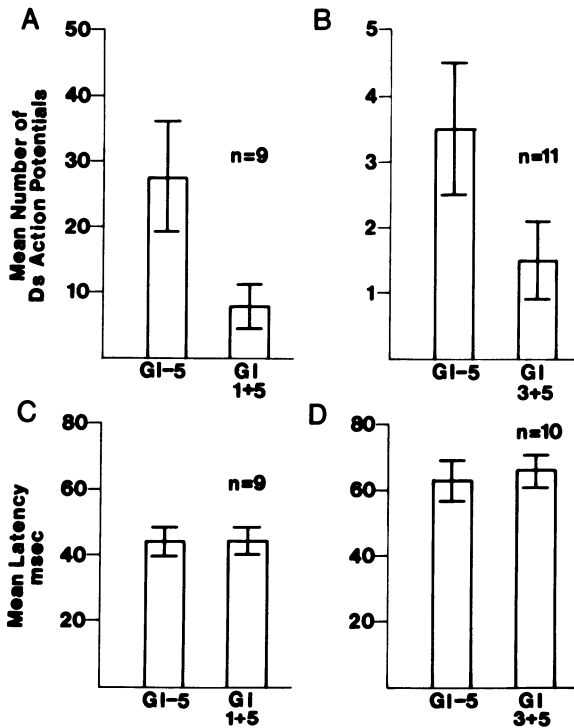 A
Mean Number of
Ds Action Potentials
50
40
30
20
10
n=9
GI-5
GI
1+5
B
5
4
3
2
1
n=11
GI-5
GI
3+5
C
Mean Latency
msec
80
60
40
20
n=9
GI-5
GI
1+5
D
80
60
40
20
n=10
GI-5
GI
3+5